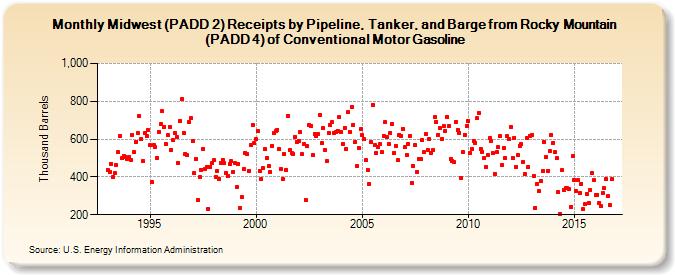 Monthly Midwest (PADD 2) Receipts by Pipeline, Tanker, and Barge from Rocky Mountain
(PADD 4) of Conventional Motor Gasoline
Thousand Barrels
1,000
800
600
400
200
1995
2000
2005
2010
2015
Source: U.S. Energy Information Administration